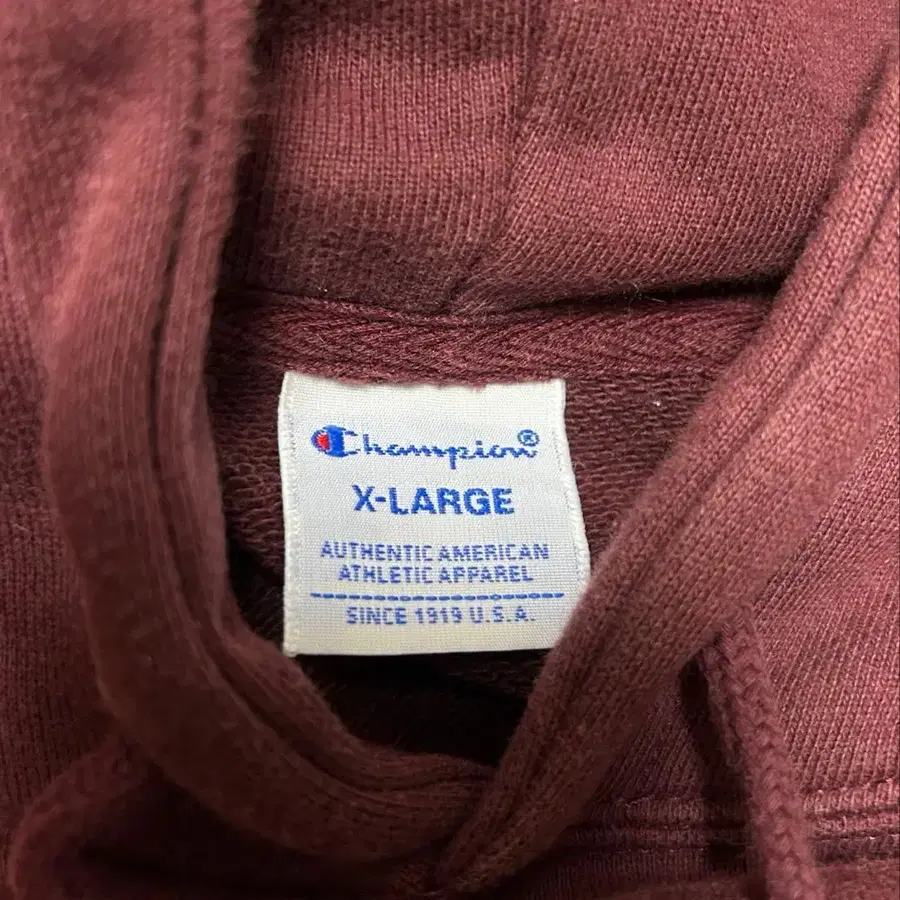 Champion®
X-LARGE
AUTHENTIC AMERICAN
ATHLETIC APPAREL
SINCE 1919 U.S.A.